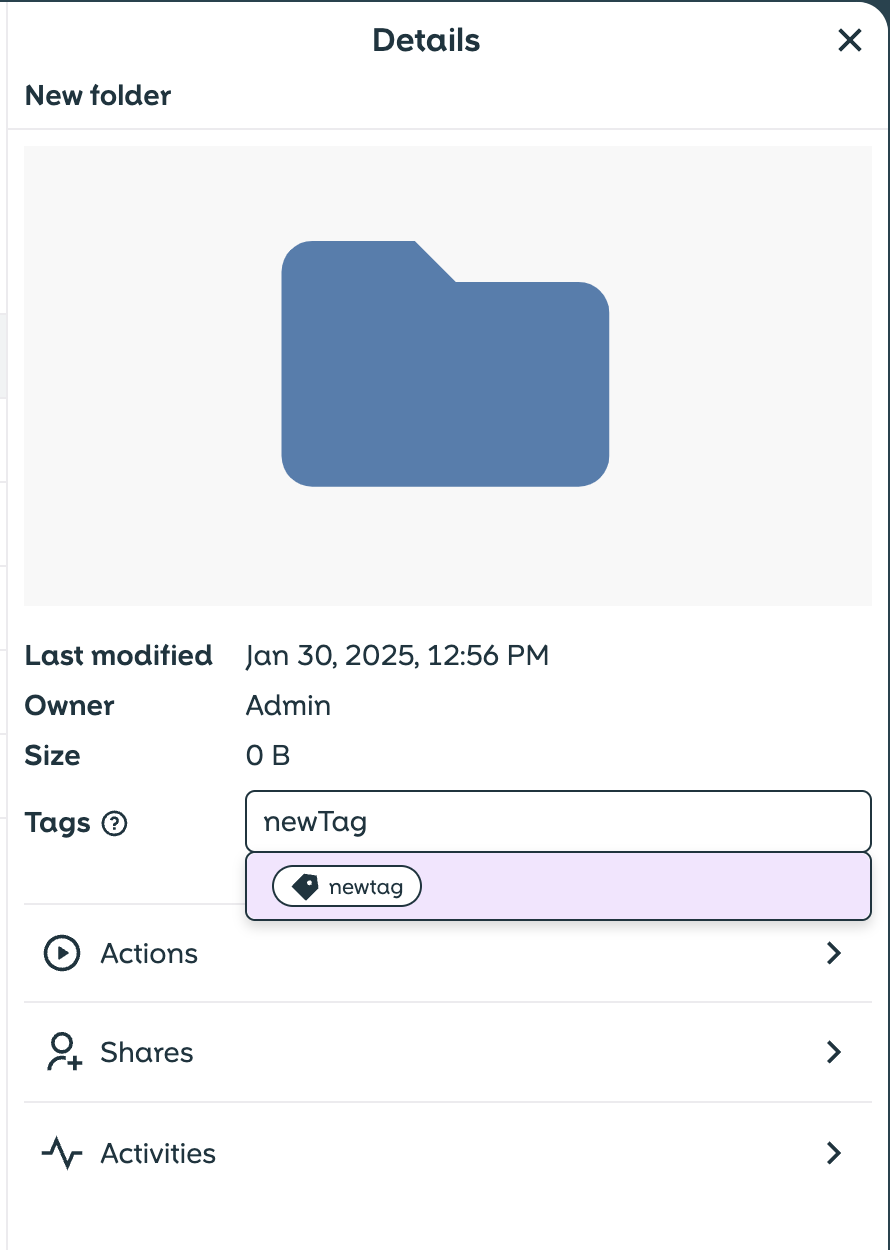 Details
New folder
Last modified Jan 30, 2025, 12:56 PM
Owner Admin
Size 0 B
Tags ? newTag
newtag
Actions
Shares
Activities